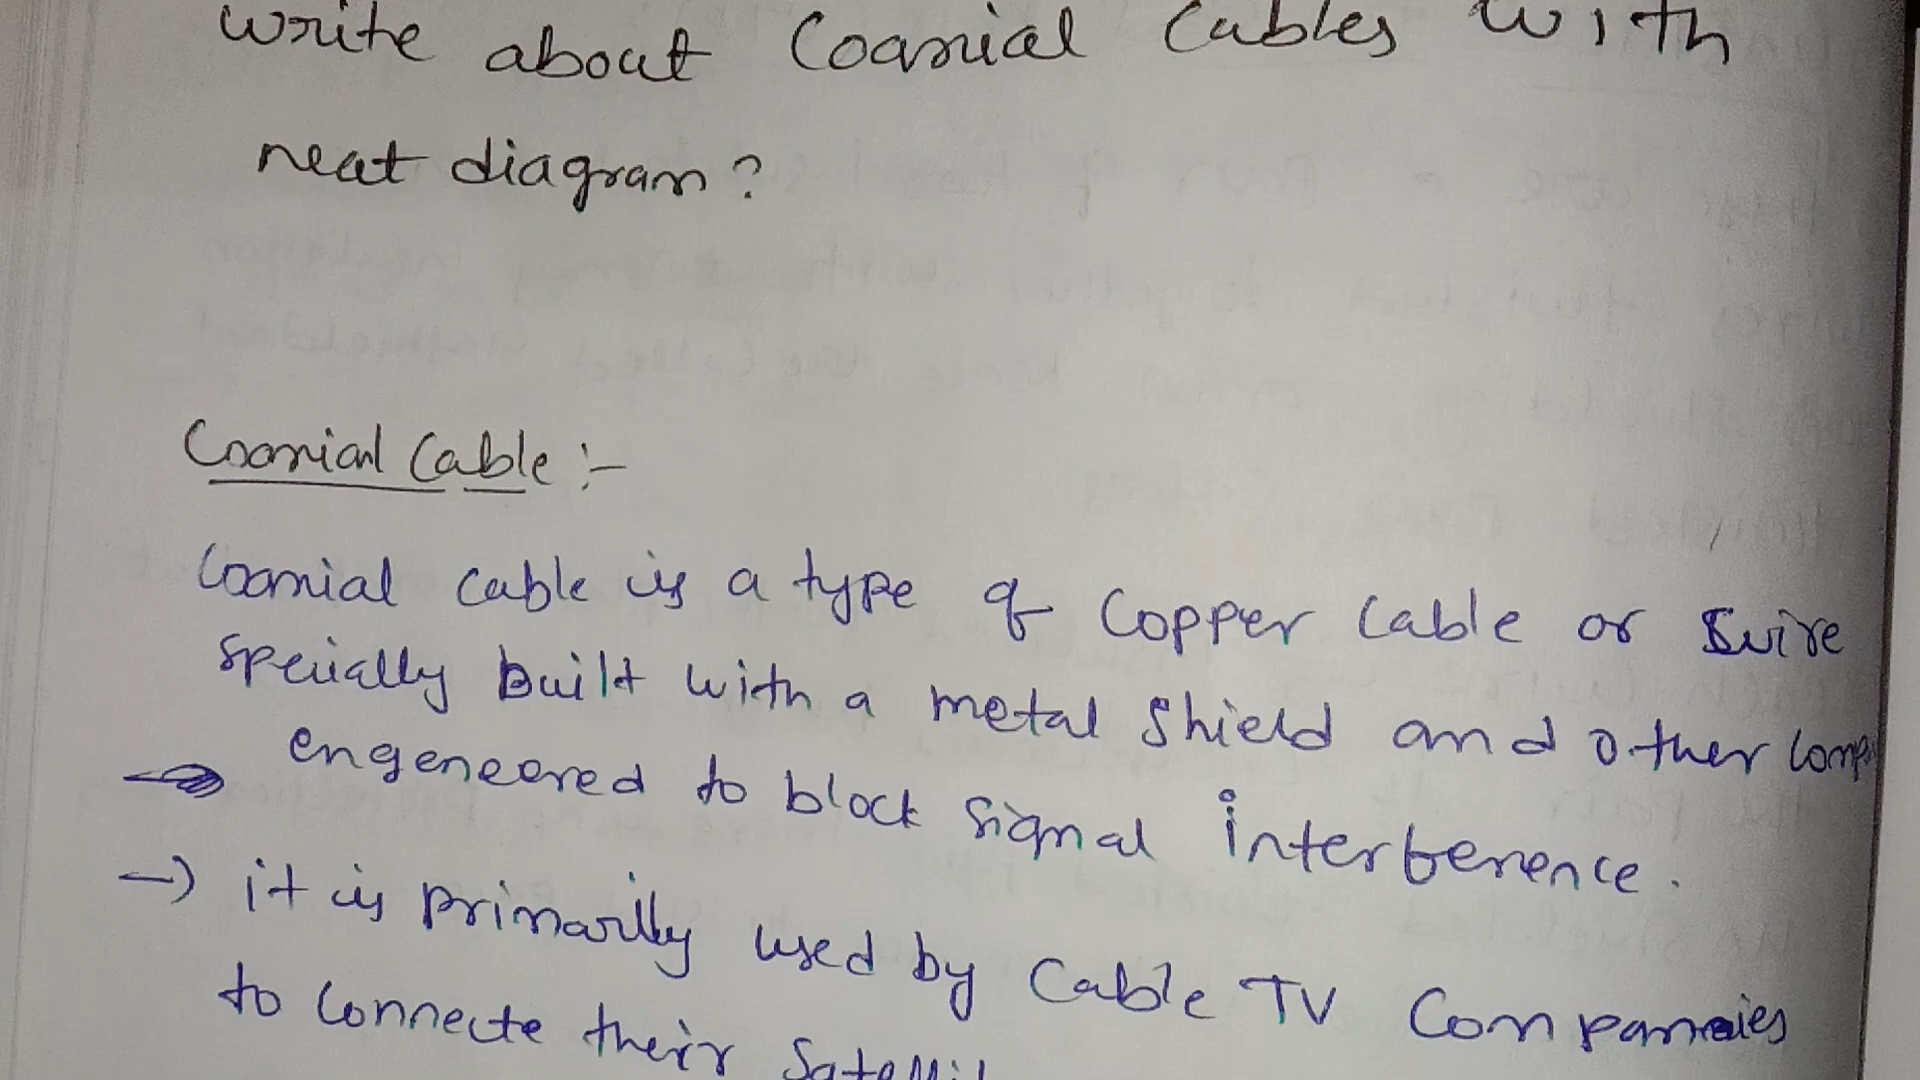 write about Coaxial Cables with
neat diagram?
Coaxial Cable :-
Coaxial cable is a type of Copper Cable or wire
specially built with a metal shield and other
engeneered to block signal interference.
→ it is primarily used by Cable TV Companies
to Connecte their